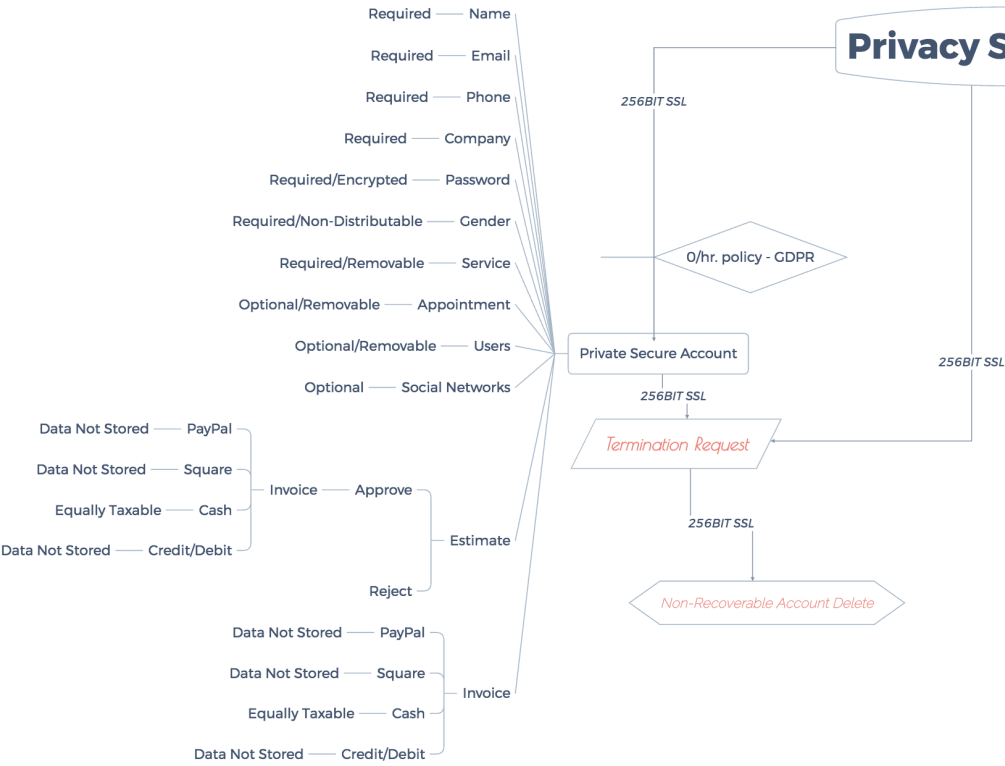 Required Name
Required Email
Required Phone
Required Company
Required/Encrypted Password
Required/Non-Distributable Gender
Required/Removable Service
Optional/Removable Appointment
Optional/Removable Users
Optional Social Networks
Data Not Stored PayPal
Data Not Stored Square
Equally Taxable Cash
Data Not Stored Credit/Debit
Invoice Approve
Reject
Estimate
Data Not Stored PayPal
Data Not Stored Square
Equally Taxable Cash
Data Not Stored Credit/Debit
Invoice
Privacy S
256BIT SSL
0/hr. policy - GDPR
Private Secure Account
256BIT SSL
256BIT SSL
Termination Request
256BIT SSL
Non-Recoverable Account Delete